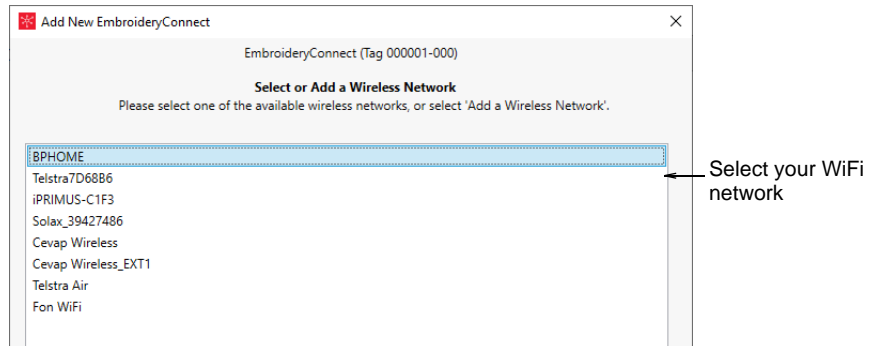 Add New EmbroideryConnect
EmbroideryConnect (Tag 000001-000)
Select or Add a Wireless Network
Please select one of the available wireless networks, or select 'Add a Wireless Network'.
BPHOME
Telstra7D68B6
iPRIMUS-C1F3
Solax_39427486
Cevap Wireless
Cevap Wireless_EXT1
Telstra Air
Fon WiFi
Select your WiFi
network